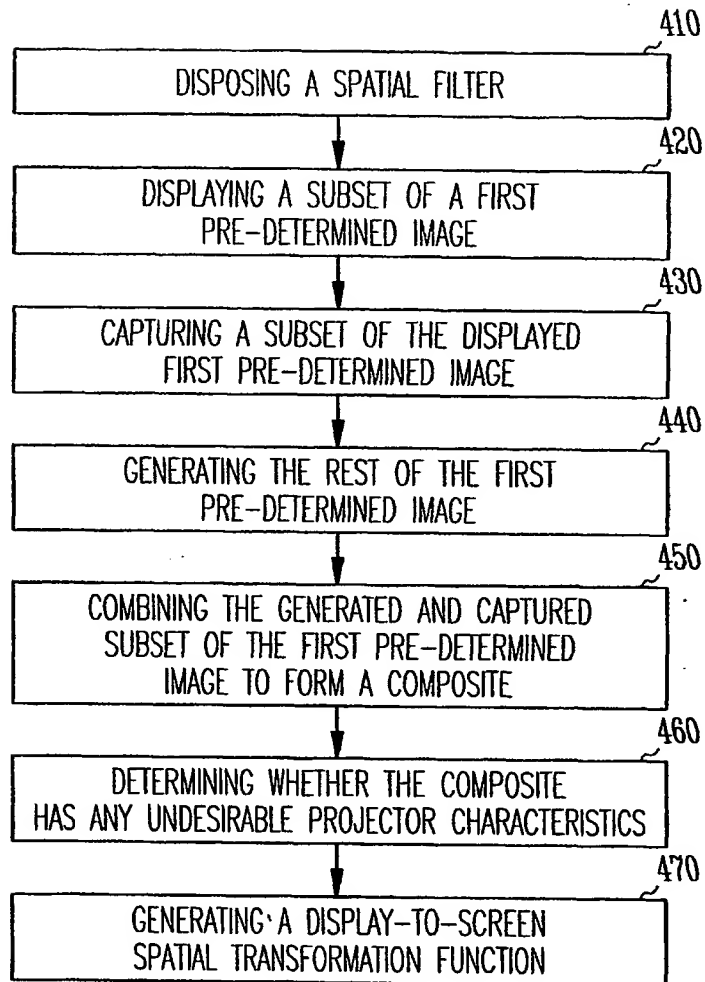 410
DISPOSING A SPATIAL FILTER
420
DISPLAYING A SUBSET OF A FIRST
PRE-DETERMINED IMAGE
430
CAPTURING A SUBSET OF THE DISPLAYED
FIRST PRE-DETERMINED IMAGE
440
GENERATING THE REST OF THE FIRST
PRE-DETERMINED IMAGE
450
COMBINING THE GENERATED AND CAPTURED
SUBSET OF THE FIRST PRE-DETERMINED
IMAGE TO FORM A COMPOSITE
460
DETERMINING WHETHER THE COMPOSITE
HAS ANY UNDESIRABLE PROJECTOR CHARACTERISTICS
470
GENERATING A DISPLAY-TO-SCREEN
SPATIAL TRANSFORMATION FUNCTION